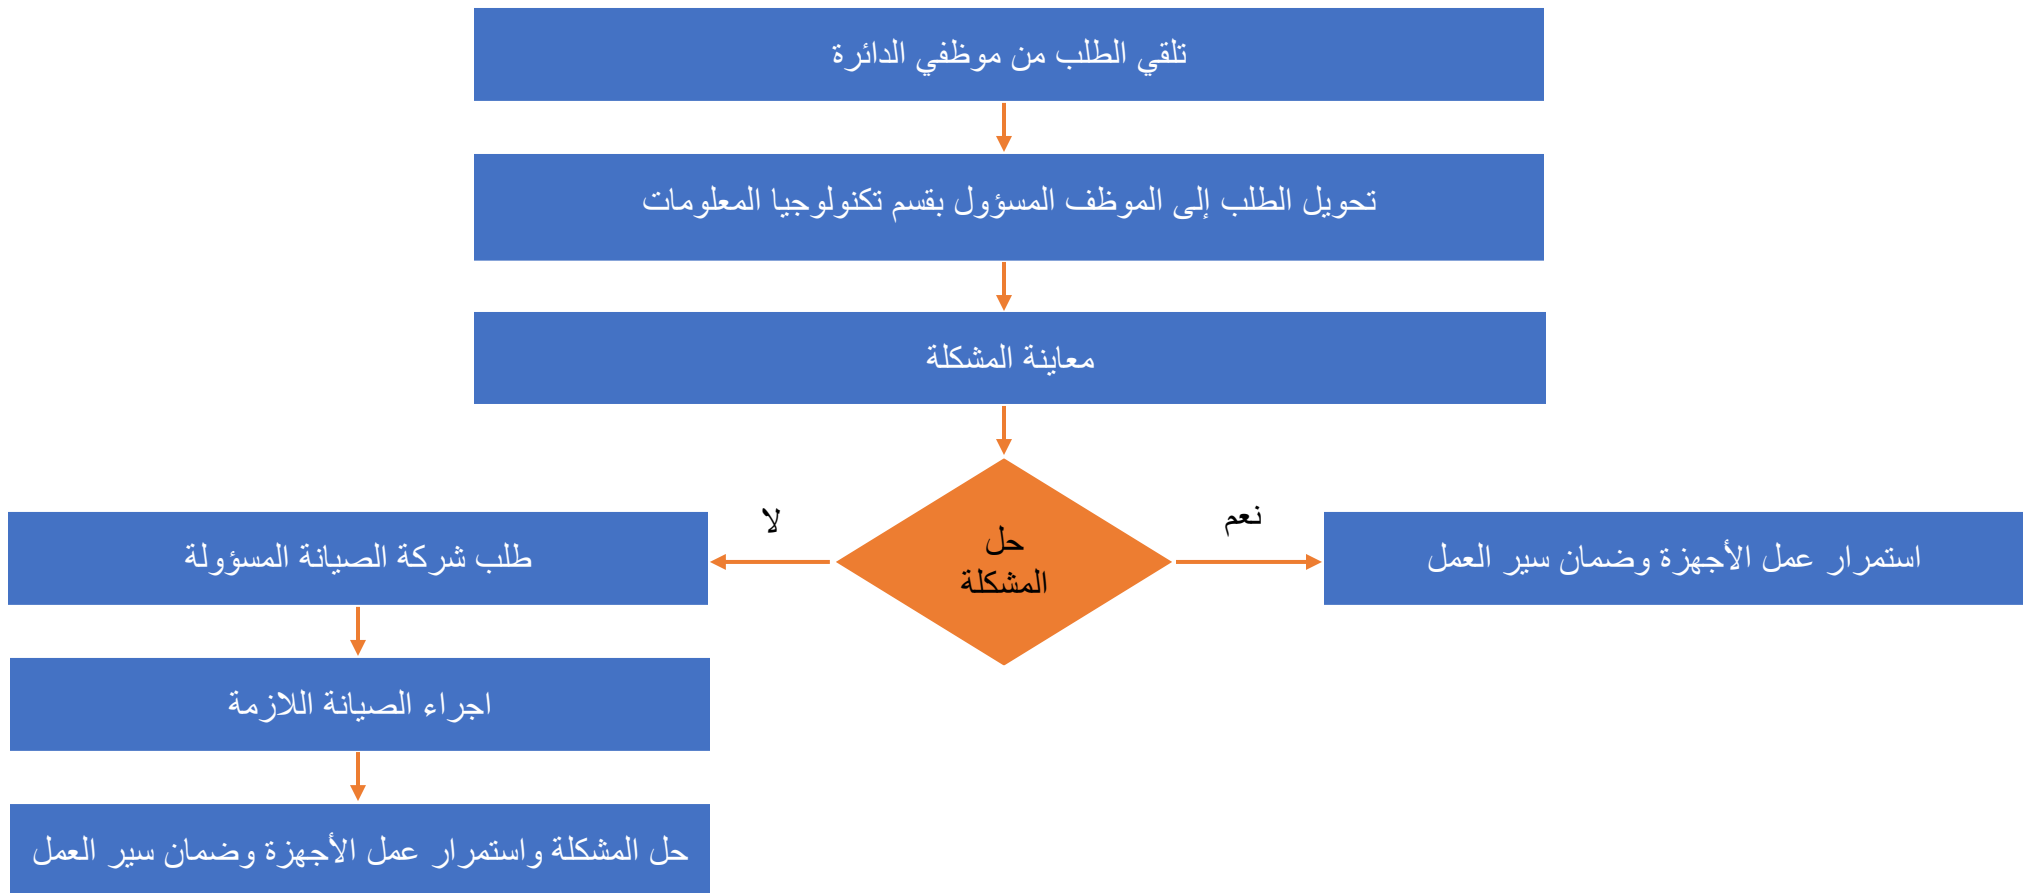 تلقي الطلب من موظفي الدائرة
تحويل الطلب إلى الموظف المسؤول بقسم تكنولوجيا المعلومات
معاينة المشكلة
حل
المشكلة
نعم
استمرار عمل الأجهزة وضمان سير العمل
لا
طلب شركة الصيانة المسؤولة
اجراء الصيانة اللازمة
حل المشكلة واستمرار عمل الأجهزة وضمان سير العمل